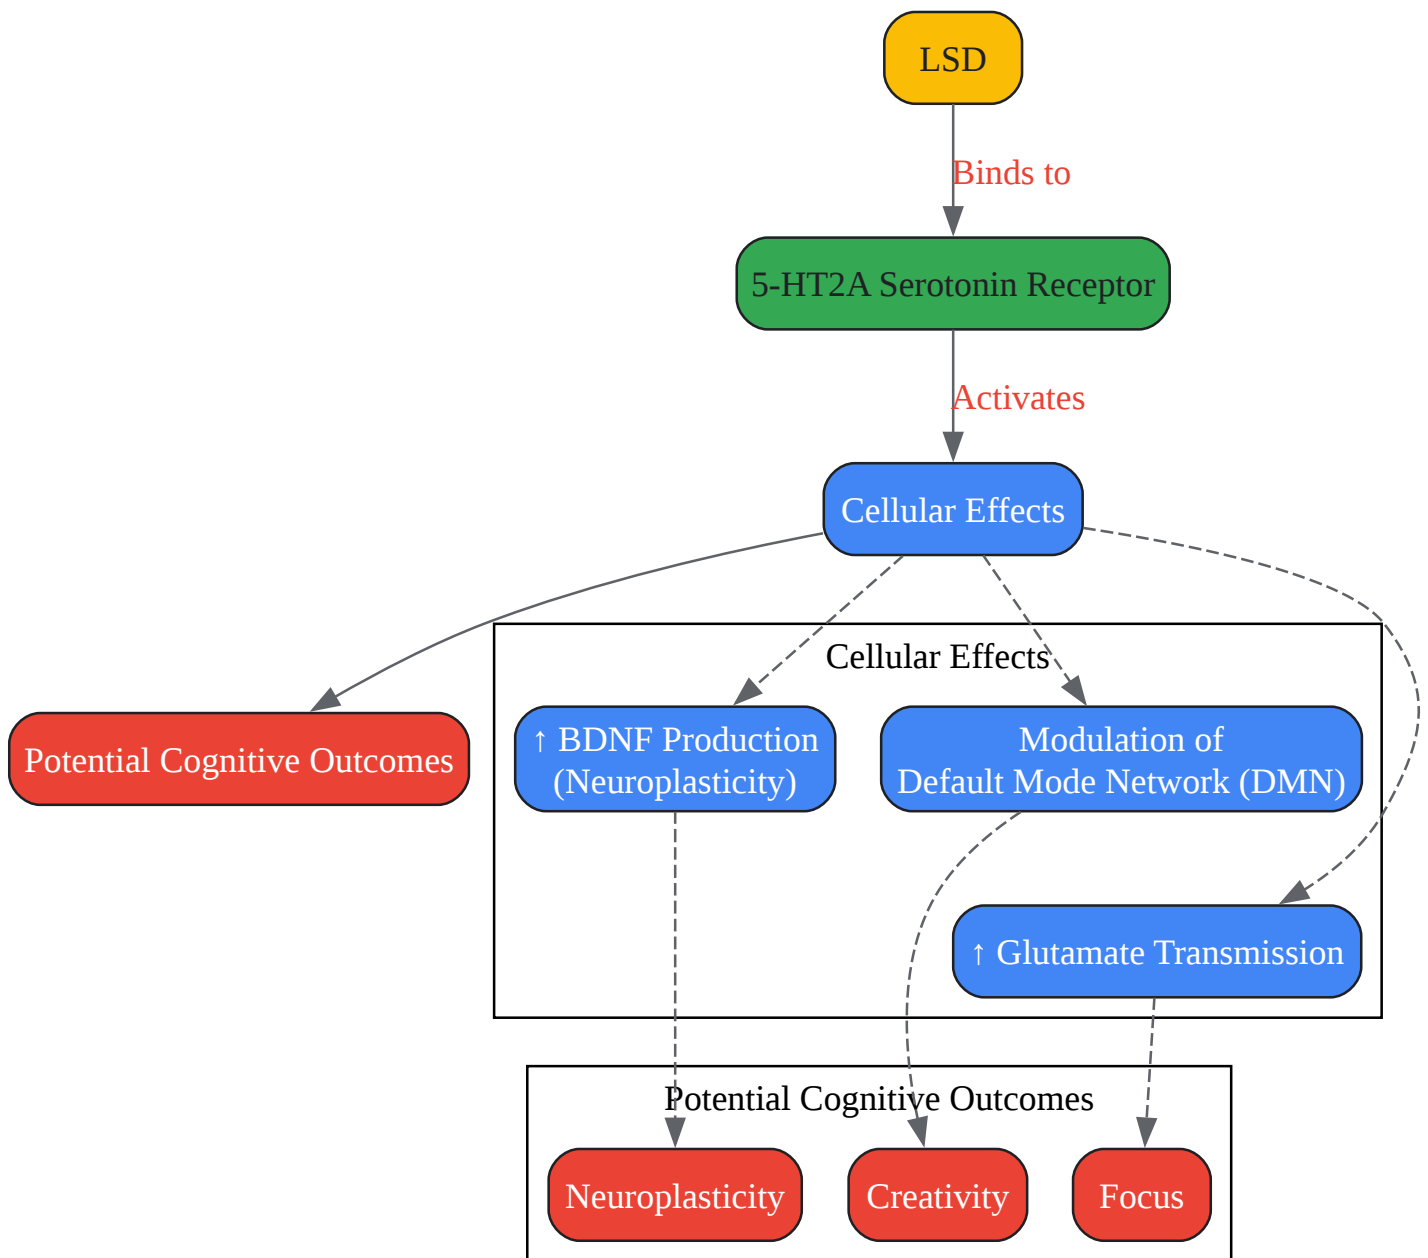 LSD
Binds to
5-HT2A Serotonin Receptor
Activates
Cellular Effects
Cellular Effects
Potential Cognitive Outcomes
↑ BDNF Production
(Neuroplasticity)
Modulation of
Default Mode Network (DMN)
↑ Glutamate Transmission
Potential Cognitive Outcomes
Neuroplasticity
Creativity
Focus